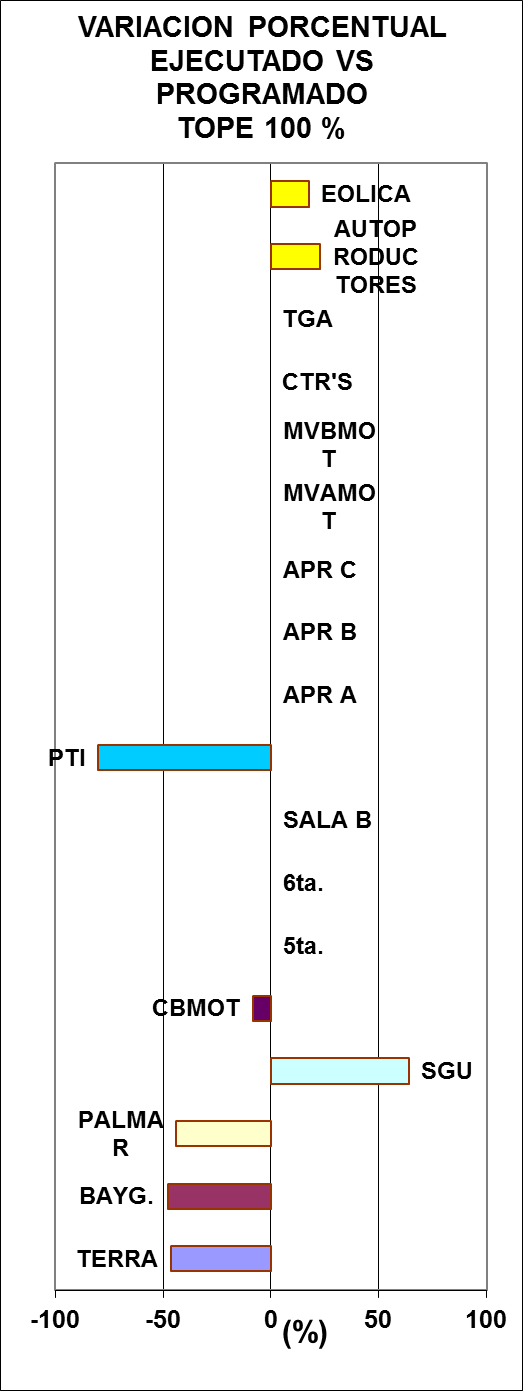 VARIACION PORCENTUAL
EJECUTADO VS
PROGRAMADO
TOPE 100 %
EOLICA
AUTOP
RODUC
TORES
TGA
CTR'S
MVBMO
T
MVAMO
T
APR C
APR B
APR A
PTI
SALA B
6ta.
5ta.
CBMOT
SGU
PALMA
R
BAYG.
TERRA
-100 -50 0 50 100
(%)